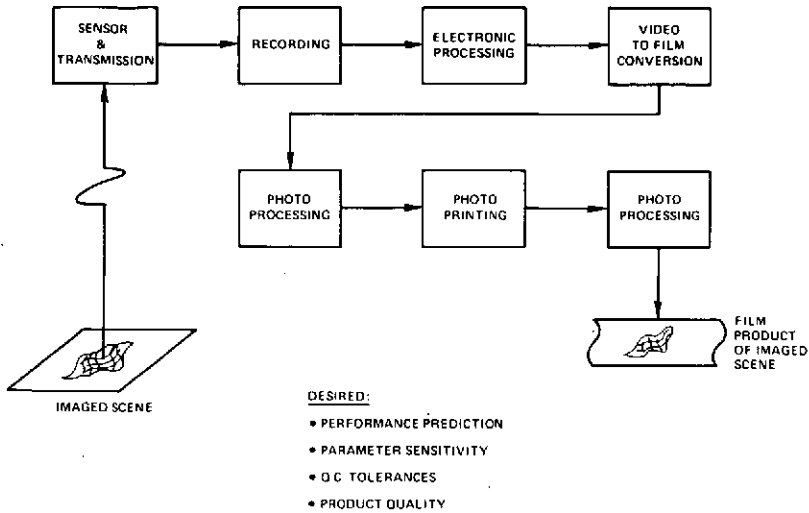 SENSOR
&
TRANSMISSION
RECORDING
ELECTRONIC
PROCESSING
VIDEO
TO FILM
CONVERSION
PHOTO
PROCESSING
PHOTO
PRINTING
PHOTO
PROCESSING
FILM
PRODUCT
OF IMAGED
SCENE
IMAGED SCENE
DESIRED:
• PERFORMANCE PREDICTION
• PARAMETER SENSITIVITY
• Q C TOLERANCES
• PRODUCT QUALITY